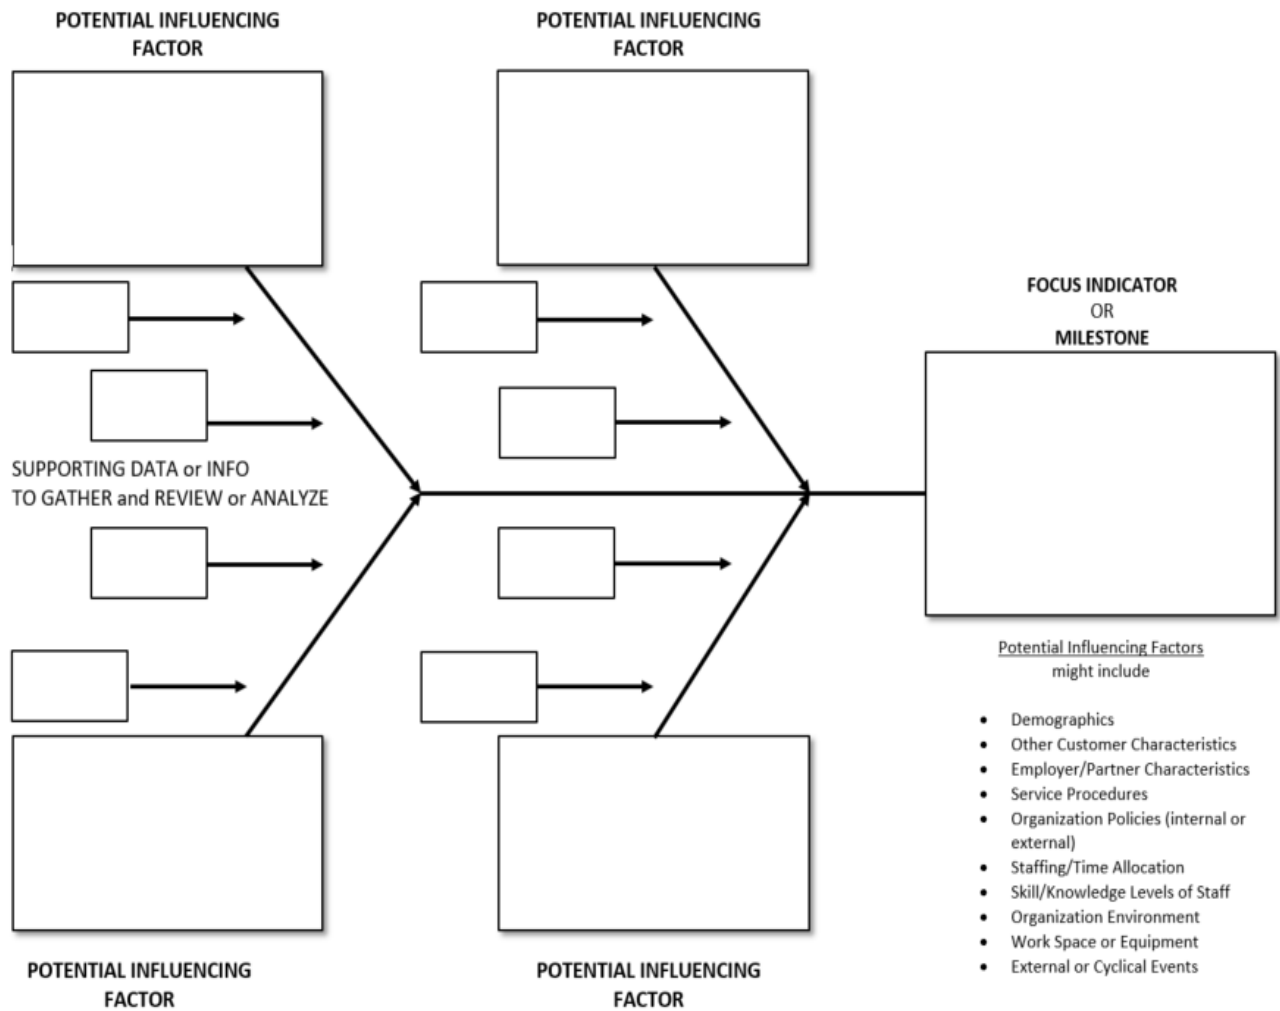 POTENTIAL INFLUENCING
FACTOR
POTENTIAL INFLUENCING
FACTOR
FOCUS INDICATOR
OR
MILESTONE
SUPPORTING DATA or INFO
TO GATHER and REVIEW or ANALYZE
Potential Influencing Factors
might include
• Demographics
• Other Customer Characteristics
• Employer/Partner Characteristics
• Service Procedures
• Organization Policies (internal or
external)
• Staffing/Time Allocation
• Skill/Knowledge Levels of Staff
• Organization Environment
• Work Space or Equipment
• External or Cyclical Events
POTENTIAL INFLUENCING
FACTOR
POTENTIAL INFLUENCING
FACTOR